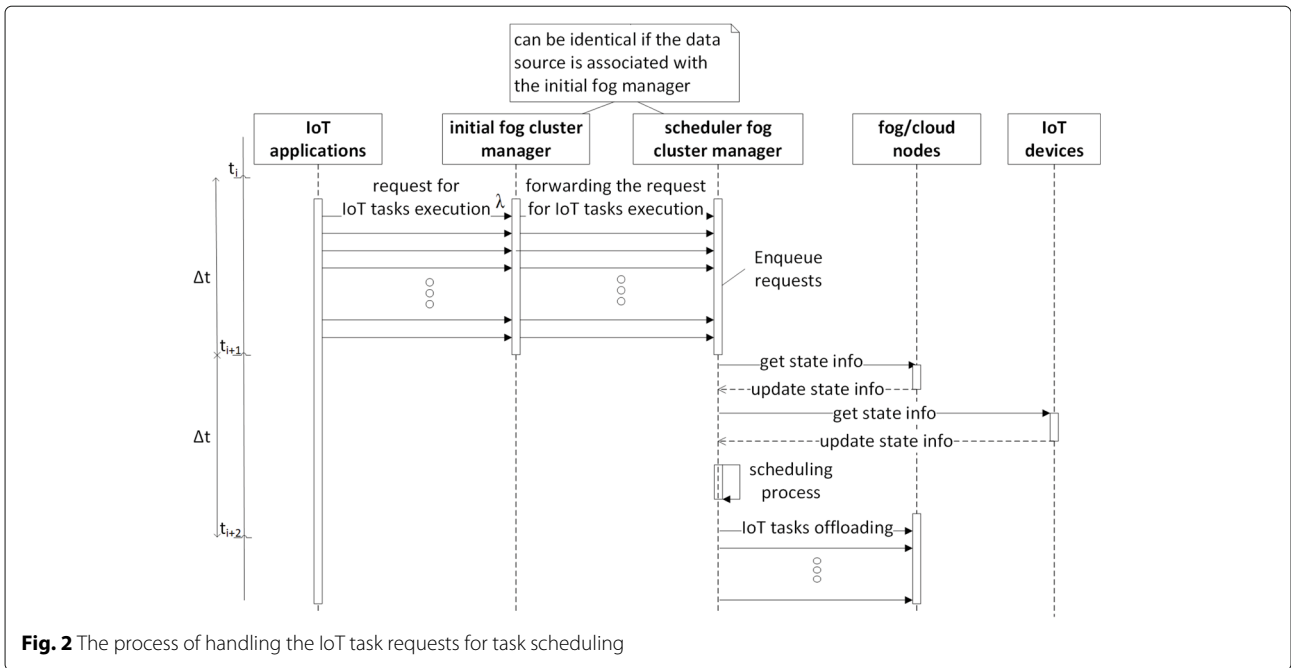 can be identical if the data
source is associated with
the initial fog manager
IoT
applications
initial fog cluster
manager
scheduler fog
cluster manager
fog/cloud
nodes
IoT
devices
tᵢ
request for
IoT tasks execution
λ
forwarding the request
for IoT tasks execution
Δt
Enqueue
requests
tᵢ₊₁
get state info
update state info
get state info
Δt
update state info
scheduling
process
tᵢ₊₂
IoT tasks offloading
Fig. 2 The process of handling the IoT task requests for task scheduling